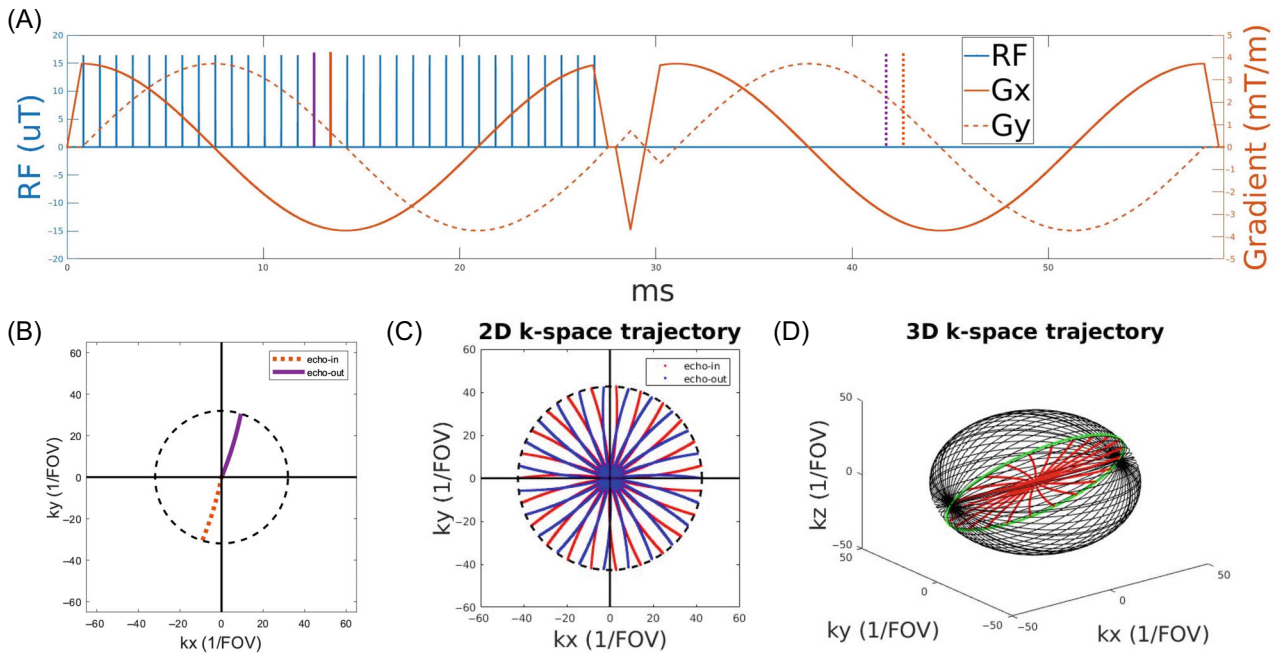 (A)
20
15
10
5
0
−5
−10
−15
−20
RF (uT)
0
10
20
30
40
50
ms
RF
Gx
Gy
5
4
3
2
1
0
−1
−2
−3
−4
−5
Gradient (mT/m)
(B)
60
40
20
0
−20
−40
−60
ky (1/FOV)
−60
−40
−20
0
20
40
60
kx (1/FOV)
echo-in
echo-out
(C)
2D k-space trajectory
60
40
20
0
−20
−40
−60
ky (1/FOV)
−60
−40
−20
0
20
40
60
kx (1/FOV)
echo-in
echo-out
(D)
3D k-space trajectory
50
0
−50
kz (1/FOV)
50
0
−50
ky (1/FOV)
−50
0
50
kx (1/FOV)